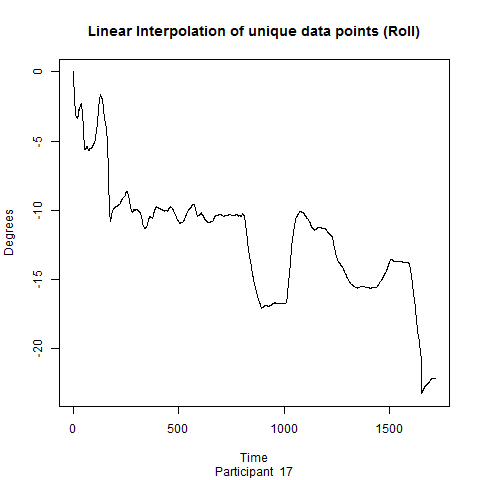 Linear Interpolation of unique data points (Roll)
0
-5
-10
-15
-20
Degrees
0 500 1000 1500
Time
Participant 17